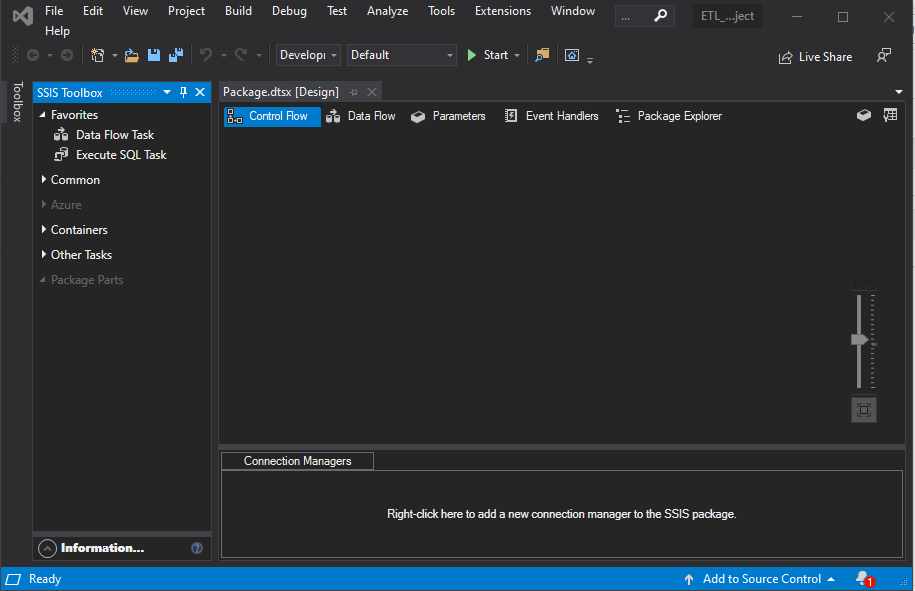 File Edit View Project Build Debug Test Analyze Tools Extensions Window ... ETL_...ject
Help
Developi Default Start Live Share
Toolbox
SSIS Toolbox
Favorites
Data Flow Task
Execute SQL Task
Common
Azure
Containers
Other Tasks
Package Parts
Information...
Package.dtsx [Design]
Control Flow Data Flow Parameters Event Handlers Package Explorer
Connection Managers
Right-click here to add a new connection manager to the SSIS package.
Ready Add to Source Control 1